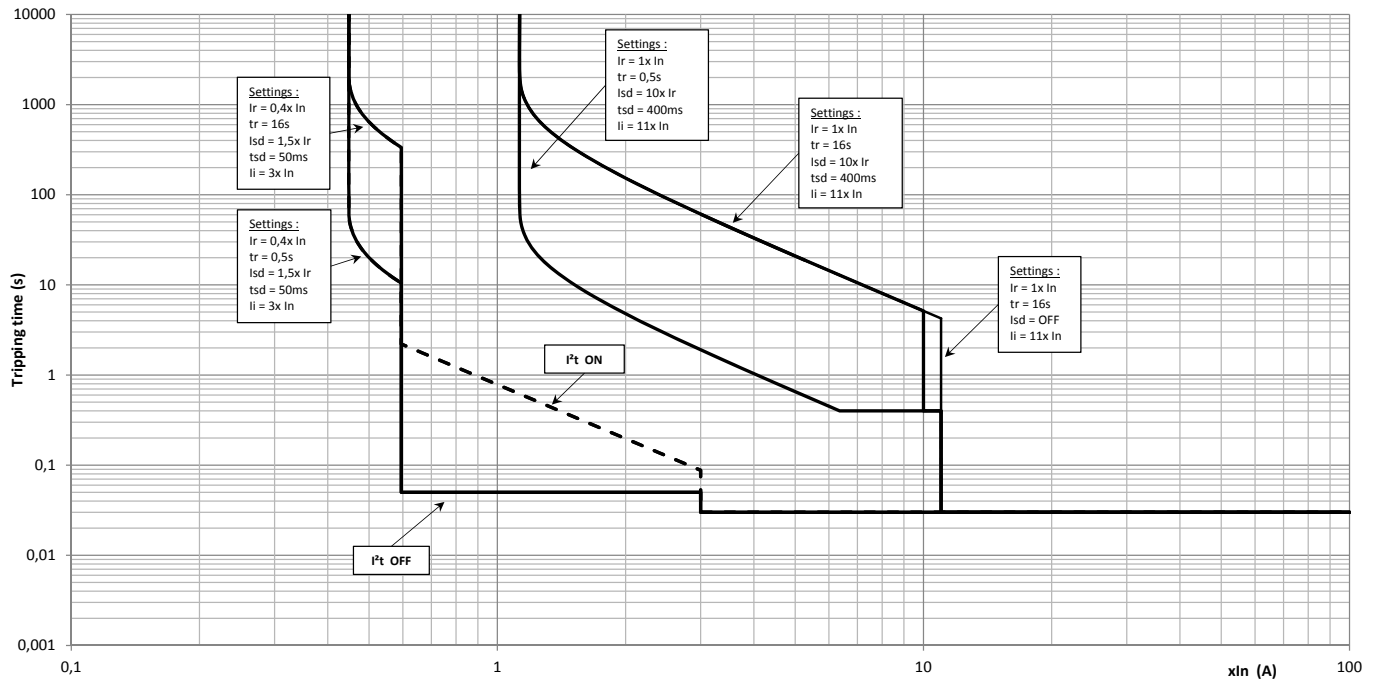 10000
1000
100
10
1
0,1
0,01
0,001
Tripping time (s)
0,1
1
10
100
xIn (A)
Settings :
Ir = 0,4x In
tr = 16s
Isd = 1,5x Ir
tsd = 50ms
Ii = 3x In
Settings :
Ir = 0,4x In
tr = 0,5s
Isd = 1,5x Ir
tsd = 50ms
Ii = 3x In
Settings :
Ir = 1x In
tr = 0,5s
Isd = 10x Ir
tsd = 400ms
Ii = 11x In
Settings :
Ir = 1x In
tr = 16s
Isd = 10x Ir
tsd = 400ms
Ii = 11x In
Settings :
Ir = 1x In
tr = 16s
Isd = OFF
Ii = 11x In
I²t ON
I²t OFF